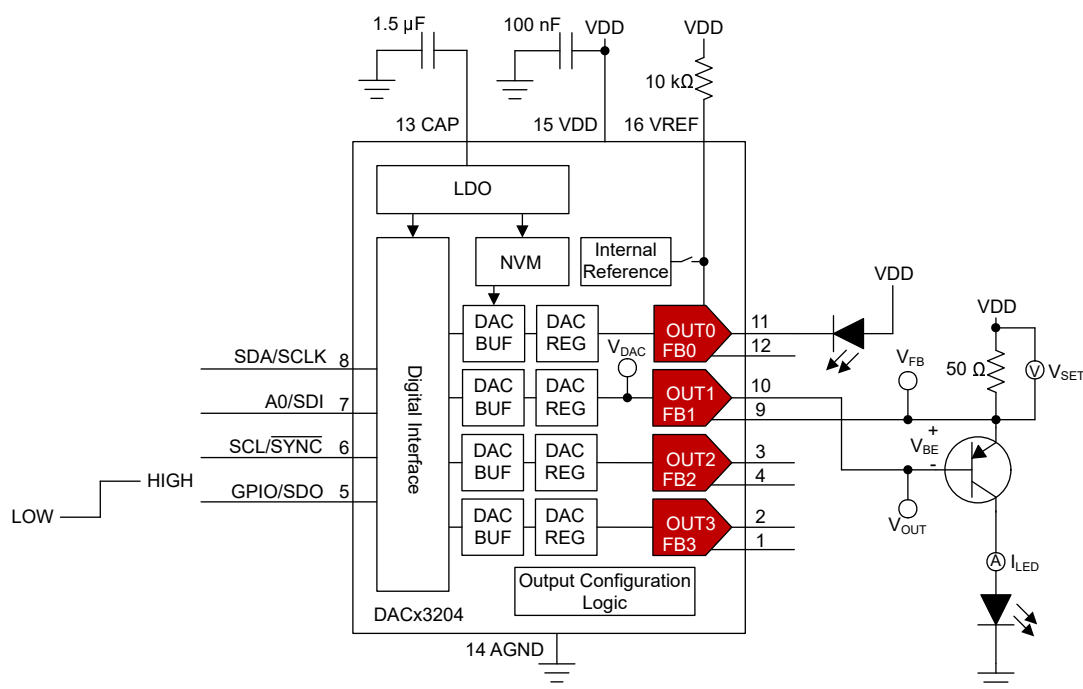 1.5 µF
100 nF
VDD
VDD
10 kΩ
13 CAP
15 VDD
16 VREF
LDO
NVM
Internal
Reference
VDD
VDD
DAC
BUF
DAC
REG
OUT0
FB0
11
12
VDAC
VFB
50 Ω
V
VSET
SDA/SCLK
8
Digital Interface
DAC
BUF
DAC
REG
OUT1
FB1
10
9
A0/SDI
7
+
VBE
-
SCL/SYNC
6
DAC
BUF
DAC
REG
OUT2
FB2
3
4
HIGH
LOW
GPIO/SDO
5
VOUT
DAC
BUF
DAC
REG
OUT3
FB3
2
1
A
ILED
Output Configuration
Logic
DACx3204
14 AGND